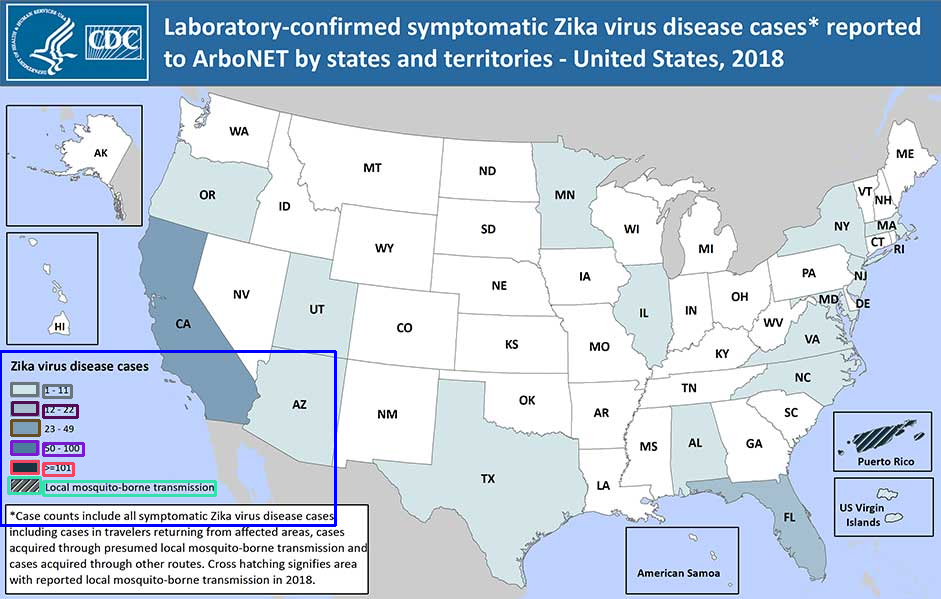 DEPARTMENT OF HEALTH & HUMAN SERVICES USA
CDC
Laboratory-confirmed symptomatic Zika virus disease cases* reported
to ArboNET by states and territories - United States, 2018
AK
HI
WA
OR
CA
ID
NV
MT
WY
UT
AZ
CO
NM
ND
SD
NE
KS
OK
TX
MN
IA
MO
AR
LA
WI
IL
MI
IN
OH
KY
TN
MS
AL
GA
FL
SC
NC
VA
WV
PA
NY
VT
NH
ME
MA
CT
RI
NJ
DE
MD
Zika virus disease cases
1 - 11
12 - 22
23 - 49
50 - 100
>=101
Local mosquito-borne transmission
*Case counts include all symptomatic Zika virus disease cases
including cases in travelers returning from affected areas, cases
acquired through presumed local mosquito-borne transmission and
cases acquired through other routes. Cross hatching signifies area
with reported local mosquito-borne transmission in 2018.
Puerto Rico
US Virgin
Islands
American Samoa